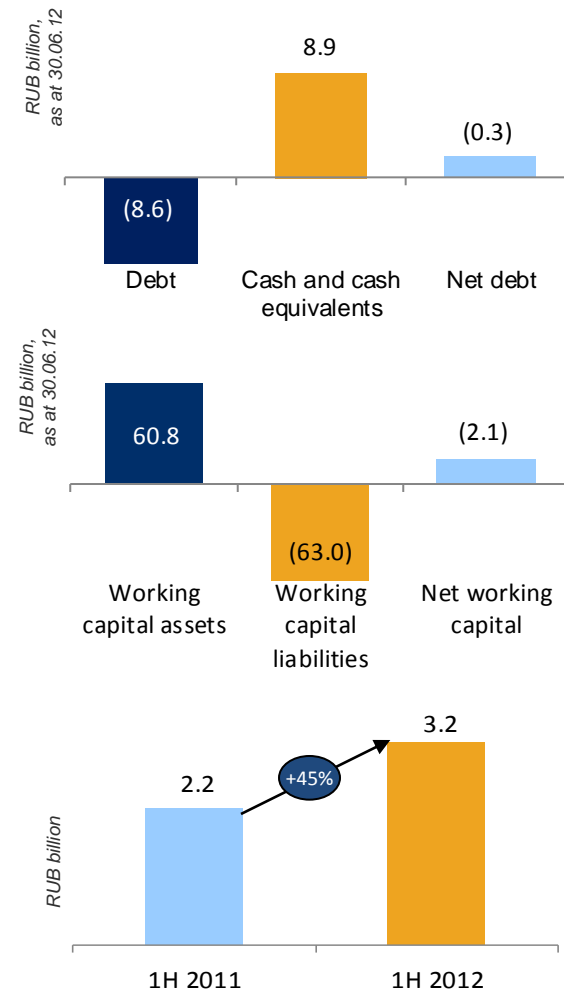 RUB billion,
as at 30.06.12
8.9
(0.3)
(8.6)
Debt
Cash and cash
equivalents
Net debt
RUB billion,
as at 30.06.12
60.8
(2.1)
(63.0)
Working
capital assets
Working
capital
liabilities
Net working
capital
RUB billion
2.2
+45%
3.2
1H 2011
1H 2012